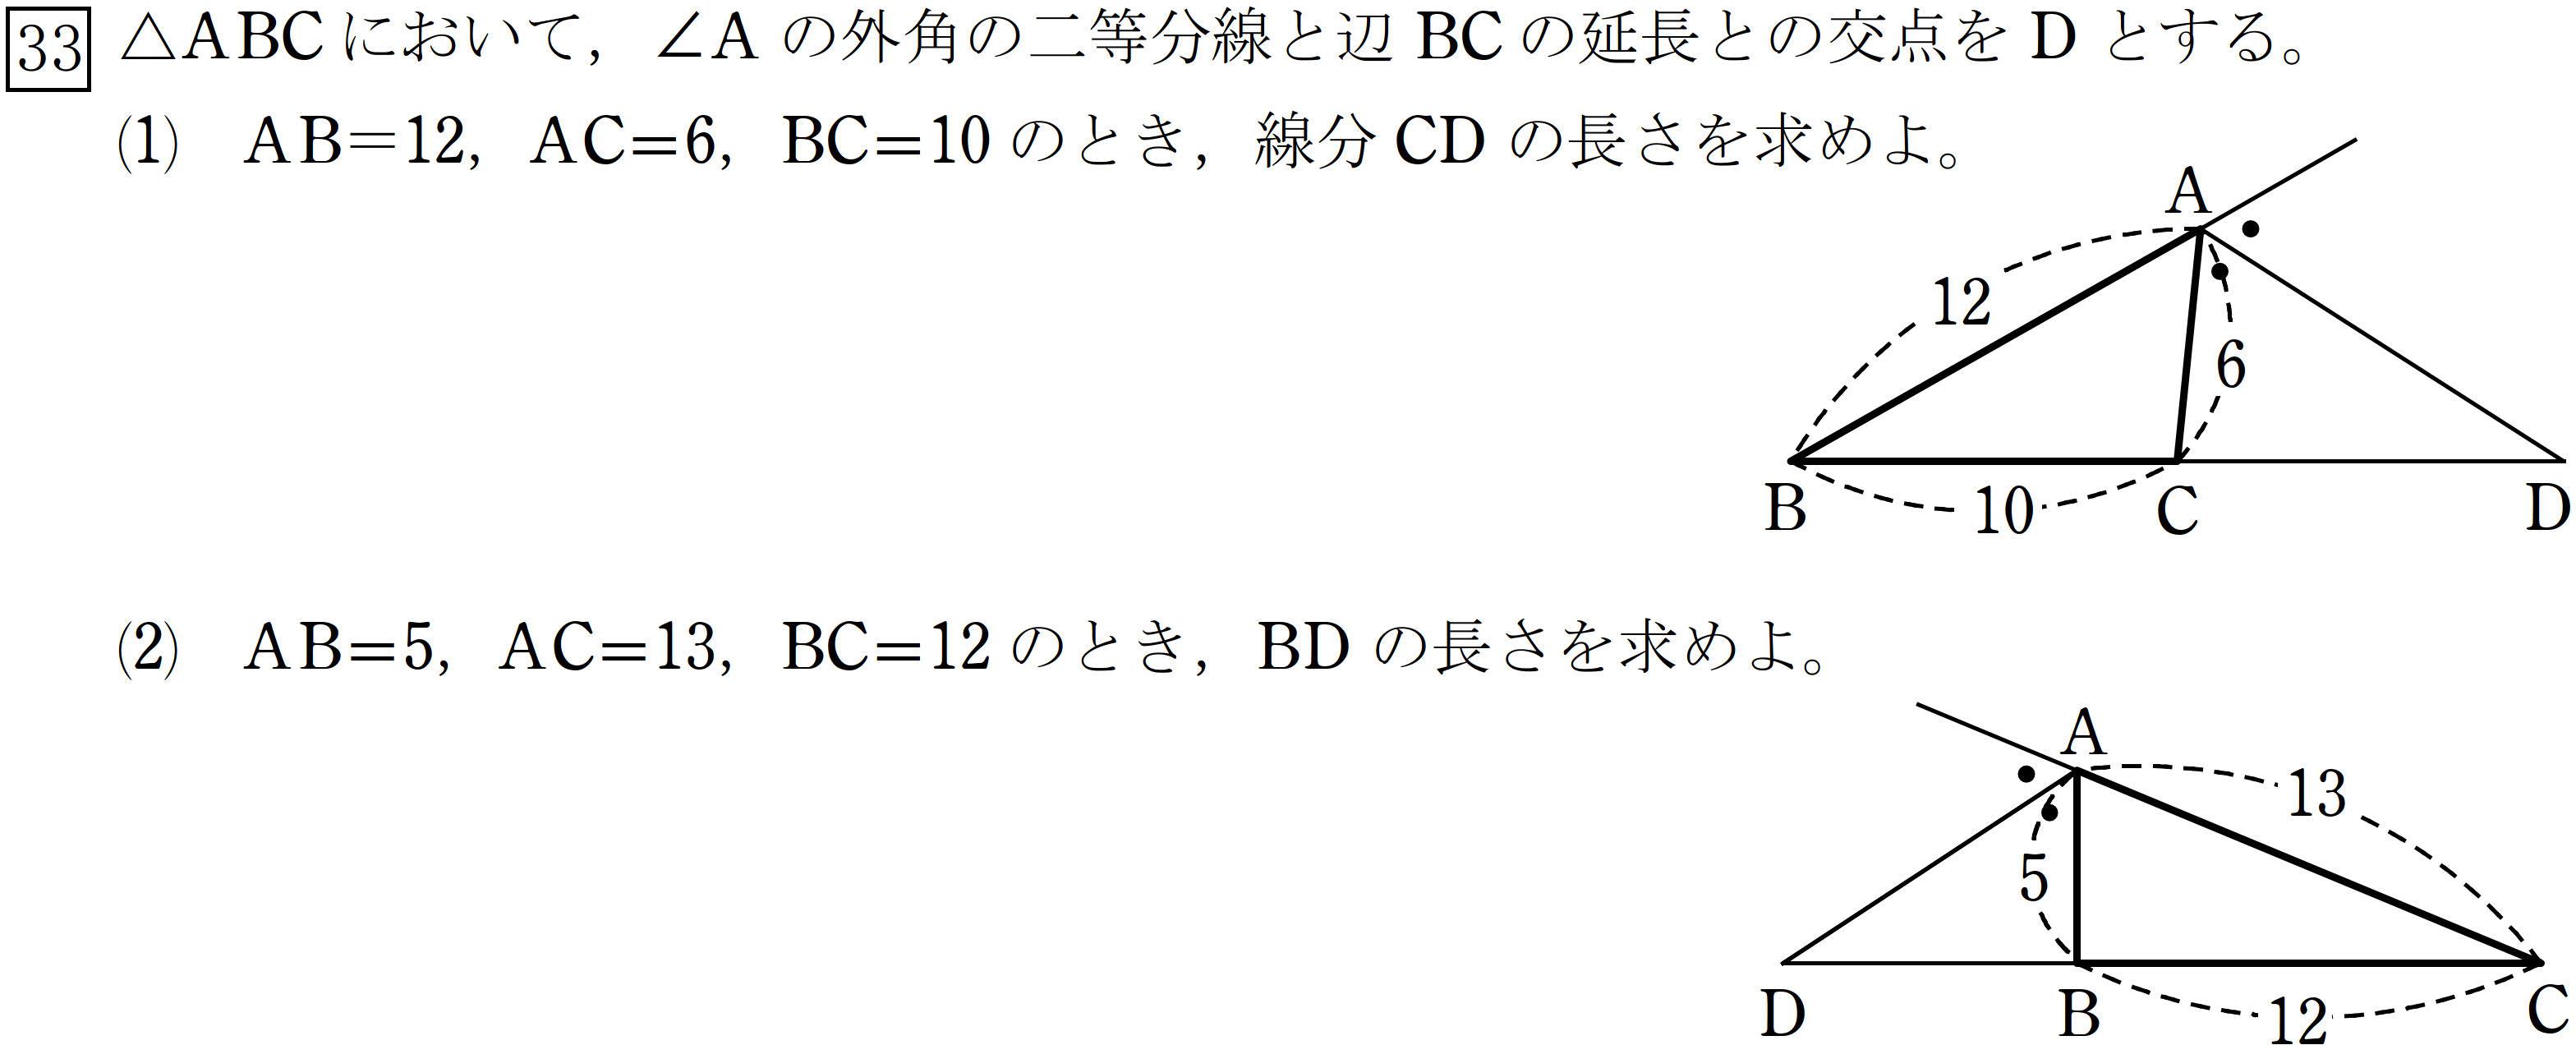 33 △ABCにおいて，∠A の外角の二等分線と辺 BC の延長との交点を D とする。
(1) AB=12, AC=6, BC=10 のとき，線分 CD の長さを求めよ。
A
12
6
B 10 C D
(2) AB=5, AC=13, BC=12 のとき，BD の長さを求めよ。
A
13
5
D B 12 C